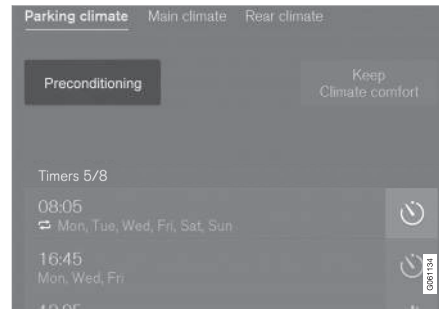 Parking climate Main climate Rear climate
Preconditioning
Keep
Climate comfort
Timers 5/8
08:05
Mon, Tue, Wed, Fri, Sat, Sun
16:45
Mon, Wed, Fri
G061134